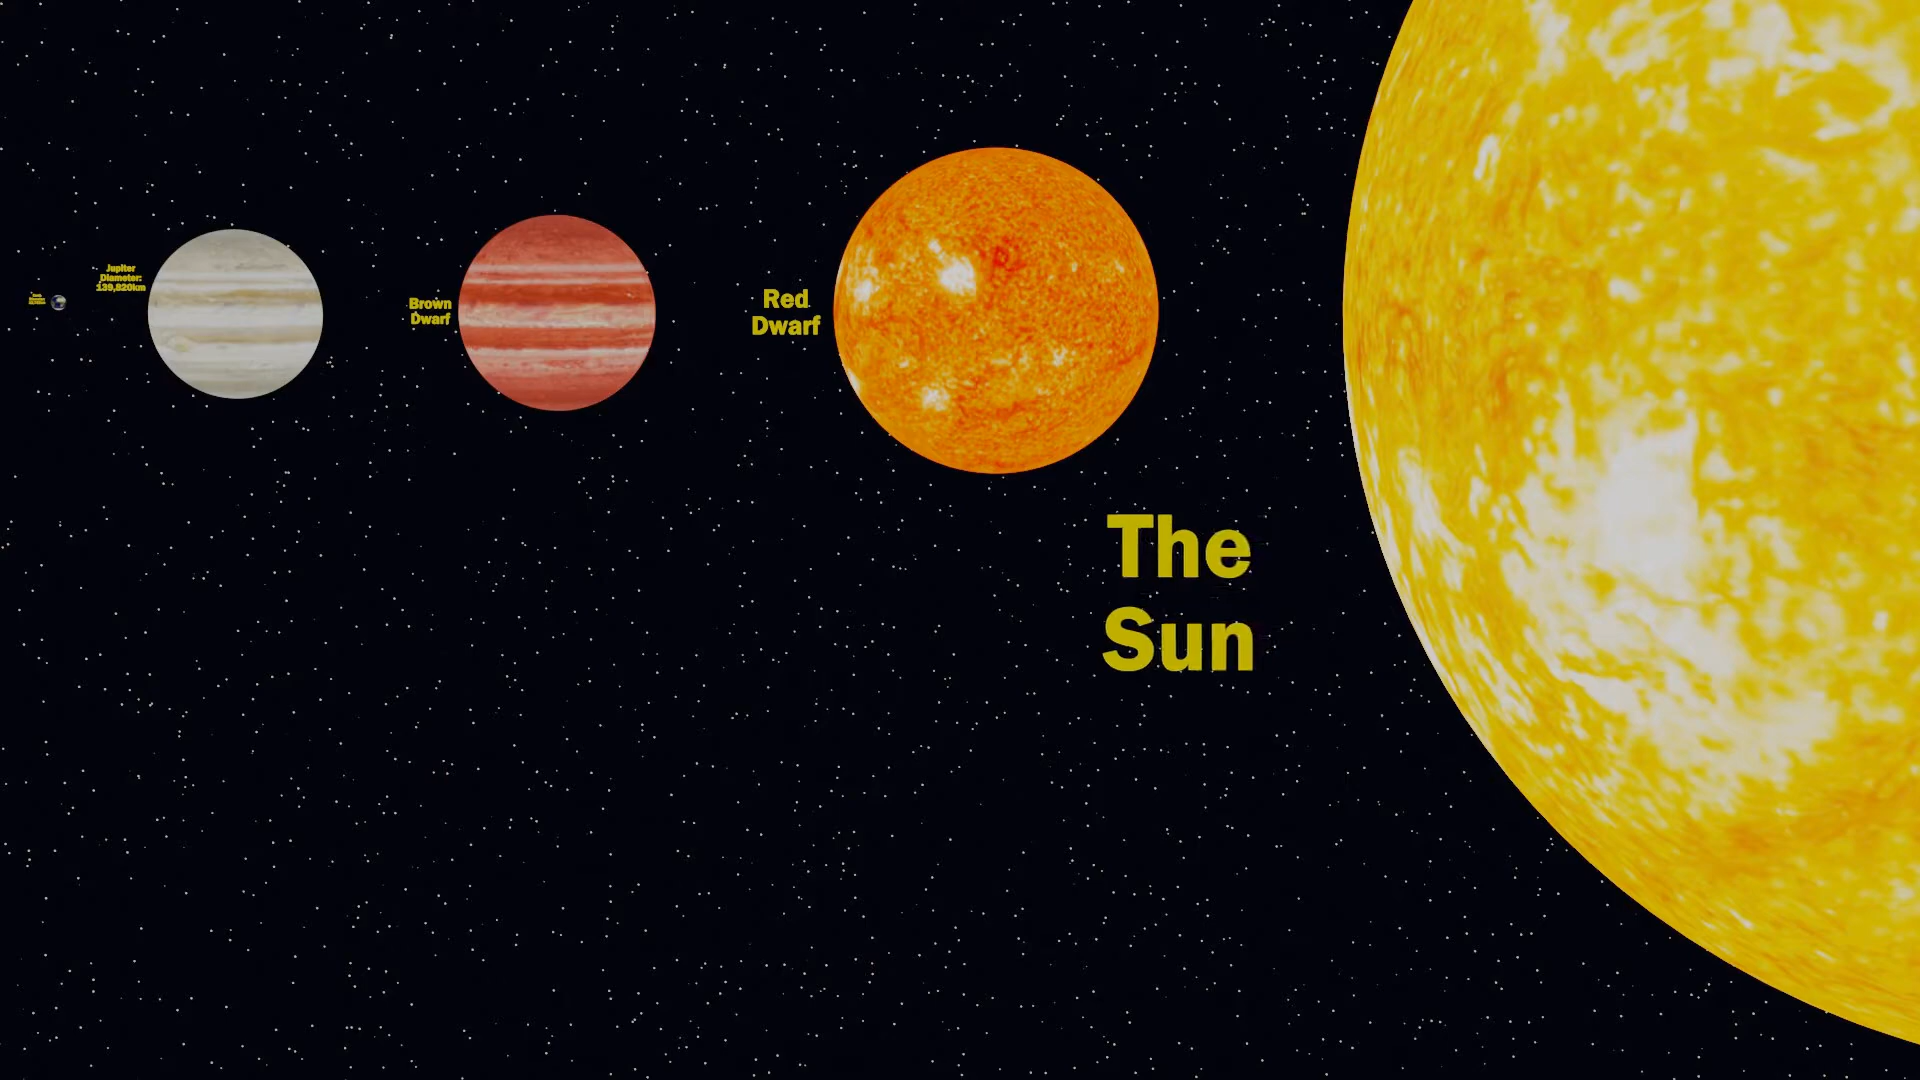 Jupiter
Diameter:
139,820km
Brown
Dwarf
Red
Dwarf
The
Sun